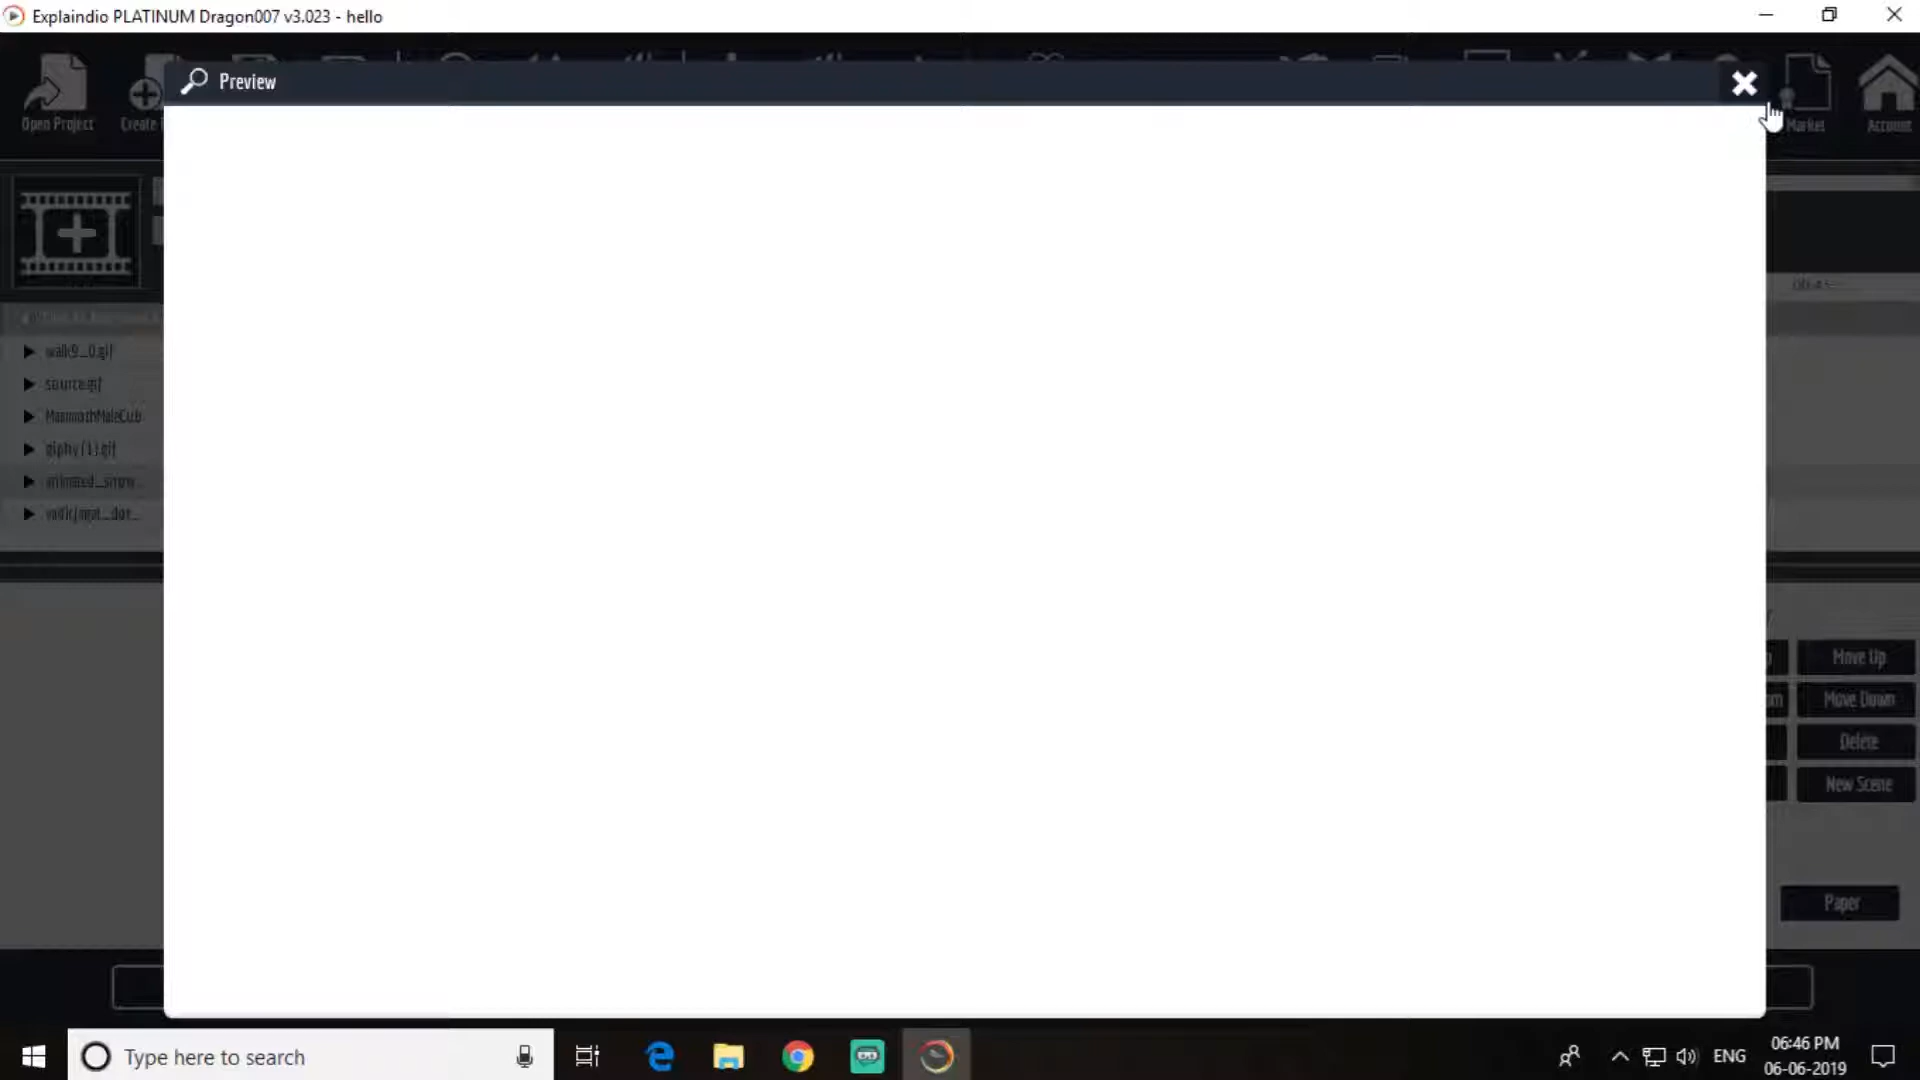 Explaindio PLATINUM Dragon007 v3.023 - hello
Preview
Open Project
Create
Market
Account
walk9_0.gif
source.gif
MammothMaleCub
giphy (1).gif
animated_snow...
Move Up
Move Down
Delete
New Scene
Paper
Type here to search
ENG
06:46 PM
06-06-2019